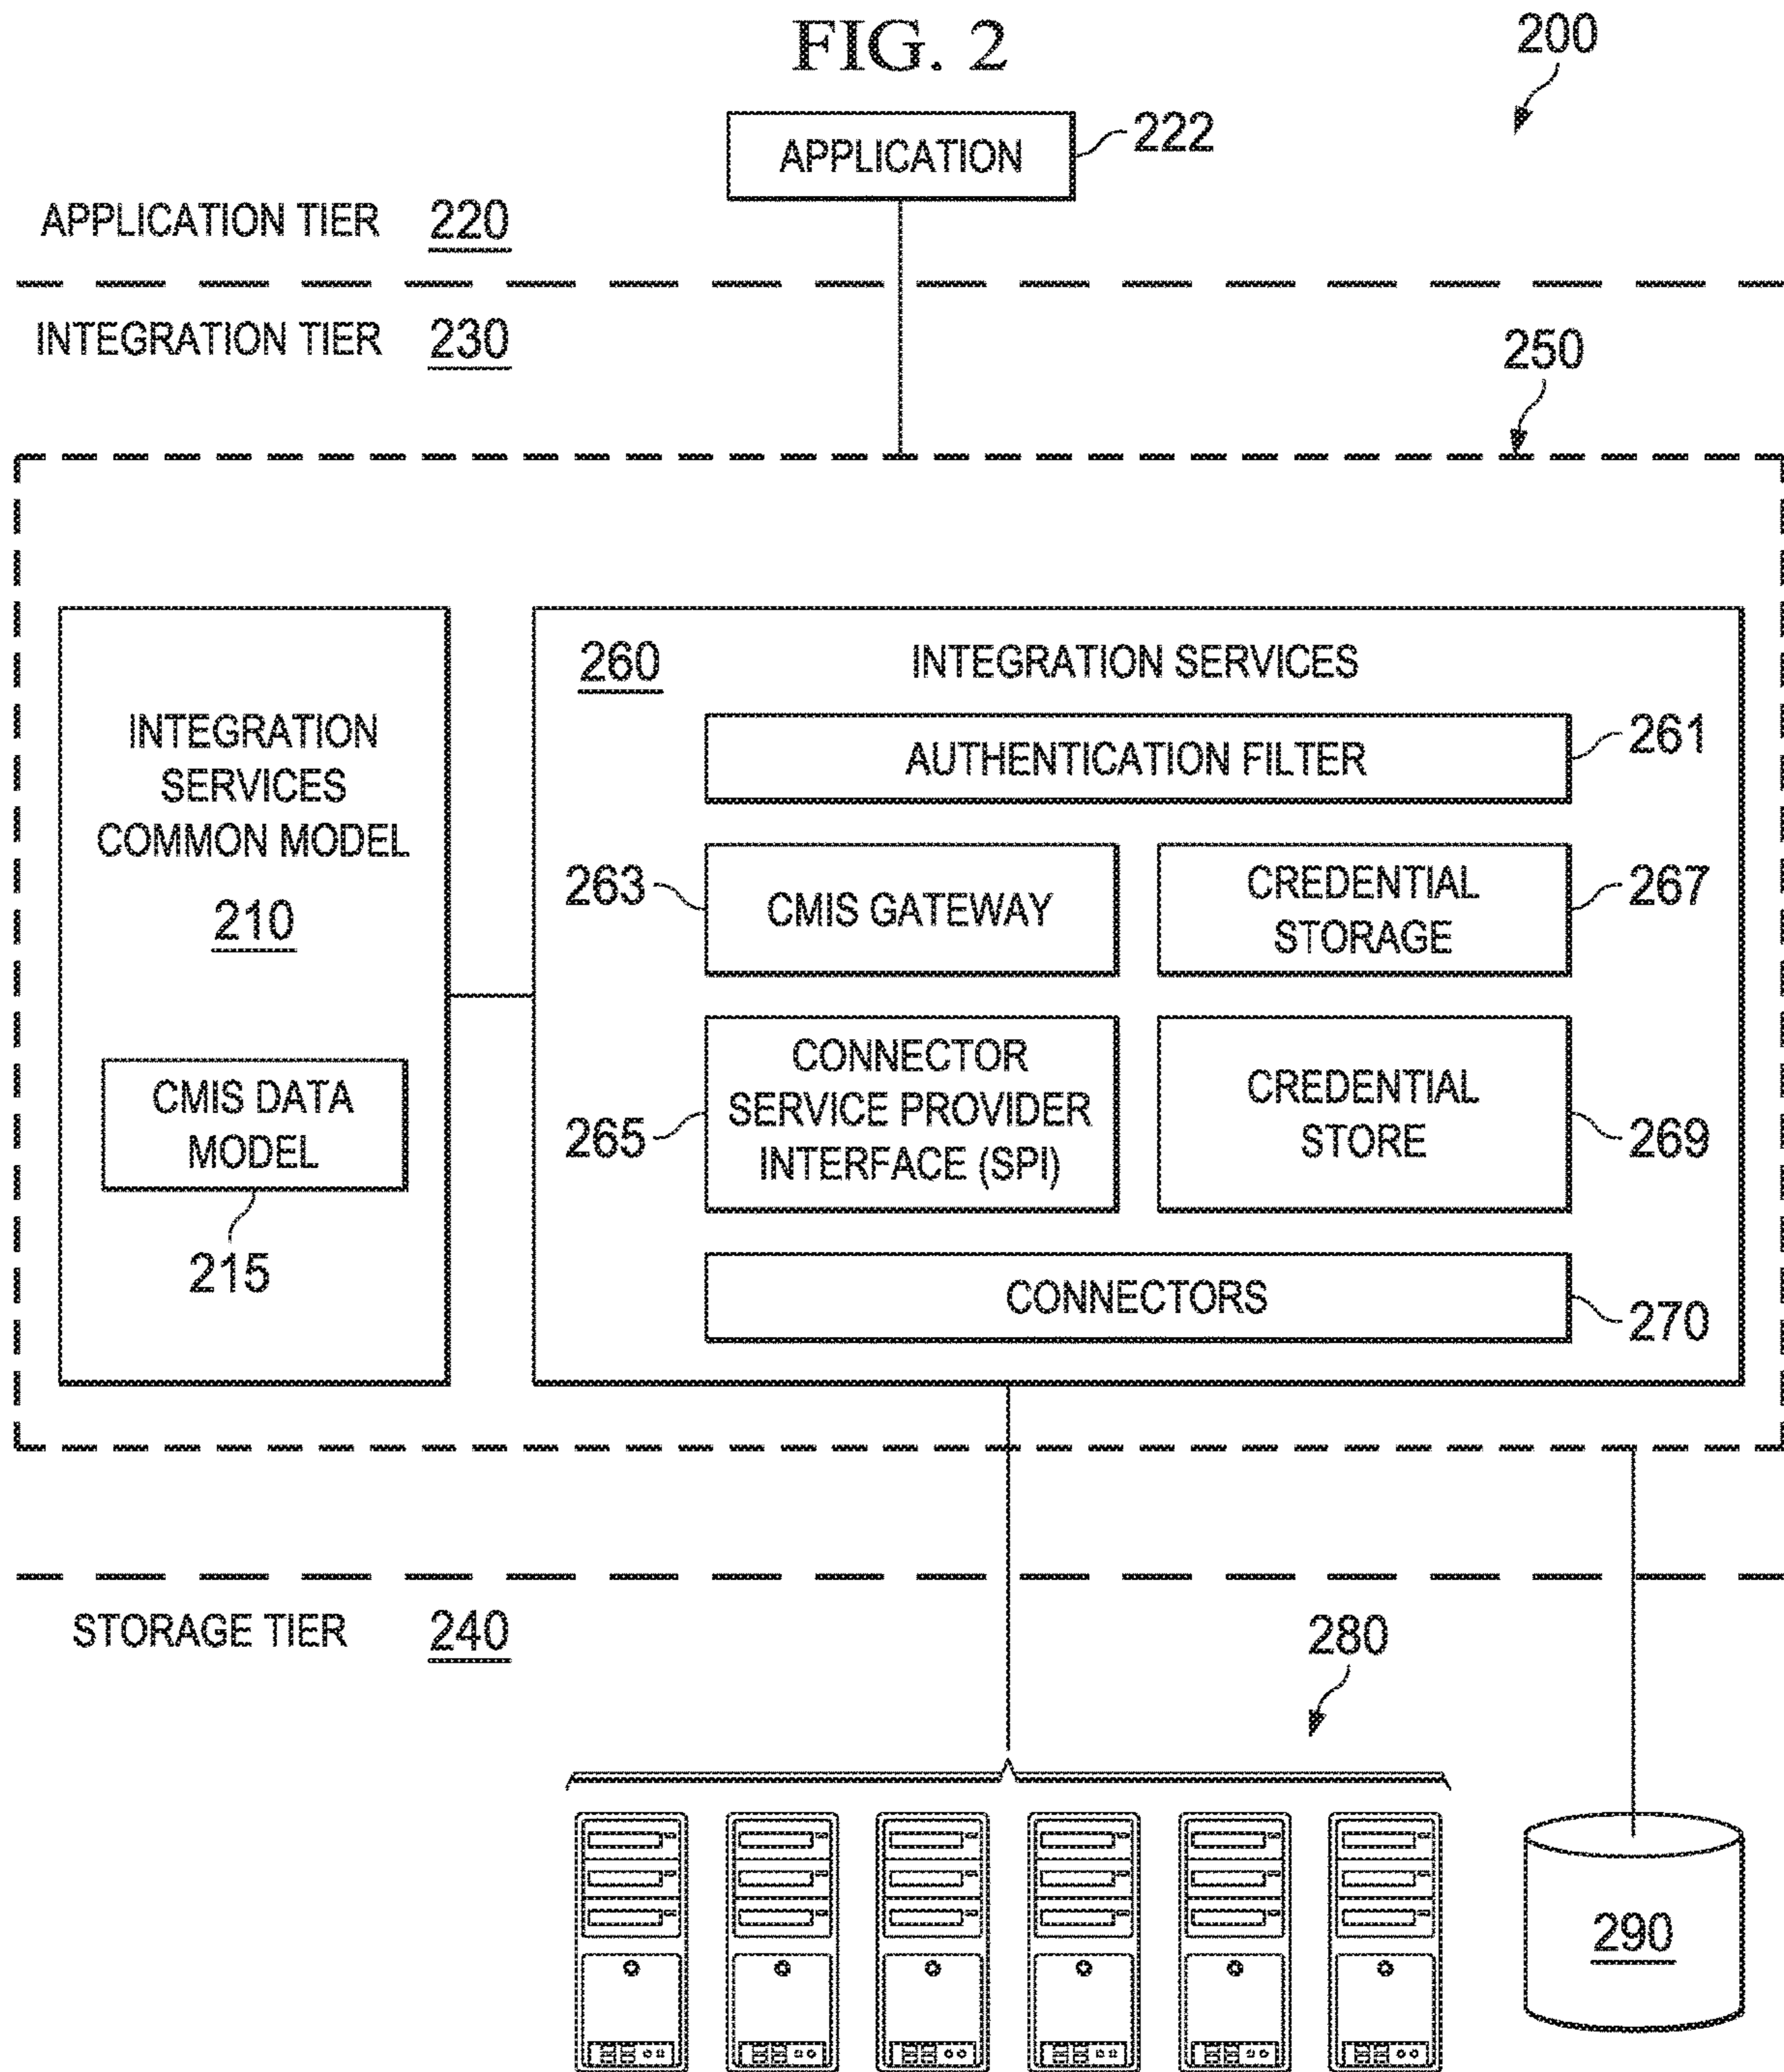 FIG. 2
200
APPLICATION
222
APPLICATION TIER 220
INTEGRATION TIER 230
250
INTEGRATION
SERVICES
COMMON MODEL
210
CMIS DATA
MODEL
215
260
INTEGRATION SERVICES
AUTHENTICATION FILTER
261
263
CMIS GATEWAY
CREDENTIAL
STORAGE
267
265
CONNECTOR
SERVICE PROVIDER
INTERFACE (SPI)
CREDENTIAL
STORE
269
CONNECTORS
270
STORAGE TIER 240
280
290